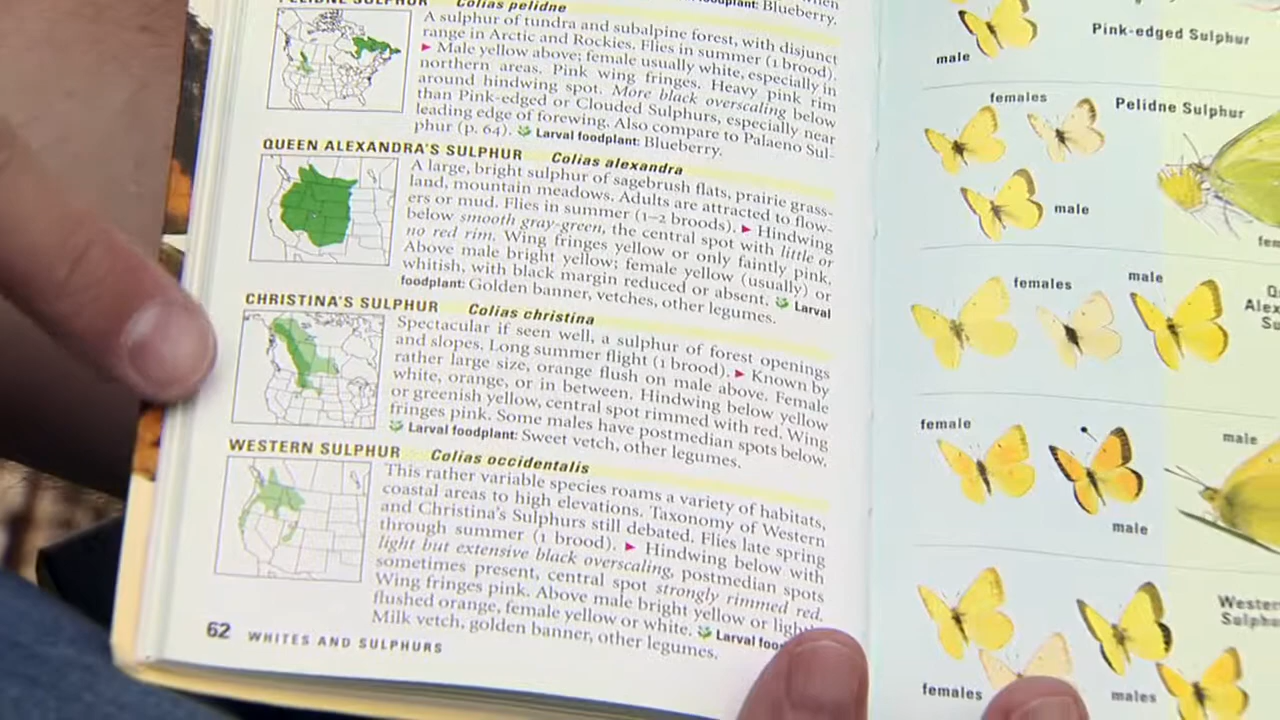 PELIDNE SULPHUR Colias pelidne
foodplant: Blueberry.
A sulphur of tundra and subalpine forest, with disjunct
range in Arctic and Rockies. Flies in summer (1 brood).
▶ Male yellow above; female usually white, especially in
northern areas. Pink wing fringes. Heavy pink rim
around hindwing spot. More black overscaling below
than Pink-edged or Clouded Sulphurs, especially near
leading edge of forewing. Also compare to Palaeno Sul-
phur (p. 64). Larval foodplant: Blueberry.
QUEEN ALEXANDRA'S SULPHUR Colias alexandra
A large, bright sulphur of sagebrush flats, prairie grass-
land, mountain meadows. Adults are attracted to flow-
ers or mud. Flies in summer (1–2 broods). ▶ Hindwing
below smooth gray-green, the central spot with little or
no red rim. Wing fringes yellow or only faintly pink,
Above male bright yellow; female yellow (usually) or
whitish, with black margin reduced or absent. Larval
foodplant: Golden banner, vetches, other legumes.
CHRISTINA'S SULPHUR Colias christina
Spectacular if seen well, a sulphur of forest openings
and slopes. Long summer flight (1 brood). ▶ Known by
rather large size, orange flush on male above. Female
white, orange, or in between. Hindwing below yellow
or greenish yellow, central spot rimmed with red. Wing
fringes pink. Some males have postmedian spots below.
Larval foodplant: Sweet vetch, other legumes.
WESTERN SULPHUR Colias occidentalis
This rather variable species roams a variety of habitats,
coastal areas to high elevations. Taxonomy of Western
and Christina's Sulphurs still debated. Flies late spring
through summer (1 brood). ▶ Hindwing below with
light but extensive black overscaling, postmedian spots
sometimes present, central spot strongly rimmed red.
Wing fringes pink. Above male bright yellow or light
flushed orange, female yellow or white. Larval foo
Milk vetch, golden banner, other legumes.
62 WHITES AND SULPHURS
male
Pink-edged Sulphur
females
Pelidne Sulphur
male
fem
females
male
Q
Alex
Su
female
male
male
Wester
Sulphu
females
males